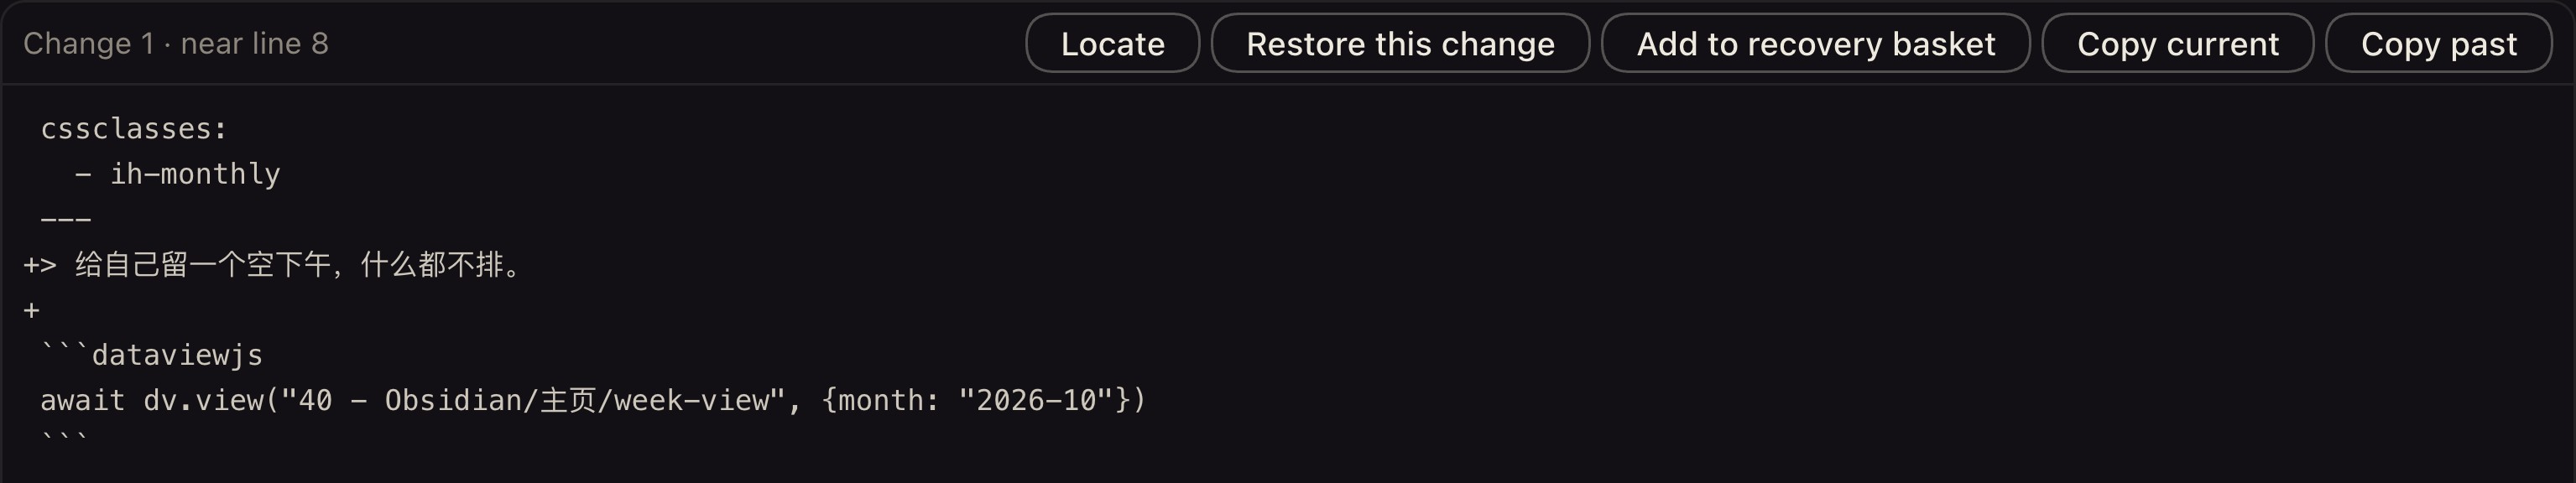 Change 1 · near line 8
Locate
Restore this change
Add to recovery basket
Copy current
Copy past
cssclasses:
  - ih-monthly
---
+> 给自己留一个空下午，什么都不排。
+
```dataviewjs
await dv.view("40 - Obsidian/主页/week-view", {month: "2026-10"})
```